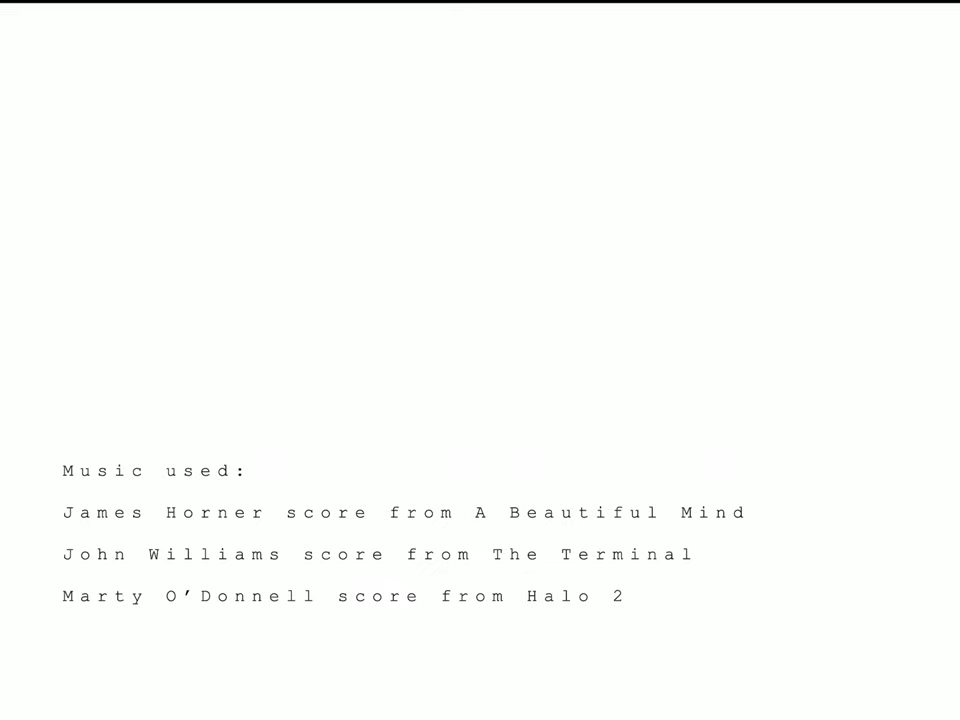 Music used:
James Horner score from A Beautiful Mind
John Williams score from The Terminal
Marty O'Donnell score from Halo 2